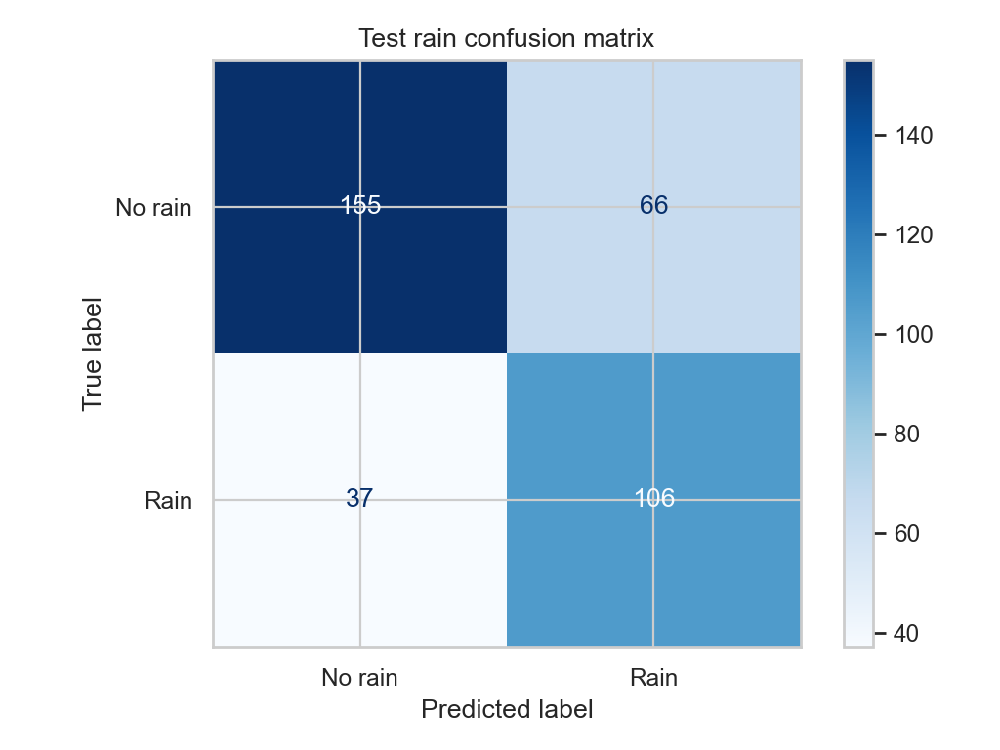 Test rain confusion matrix
True label
No rain
Rain
155
66
37
106
No rain
Rain
Predicted label
140
120
100
80
60
40